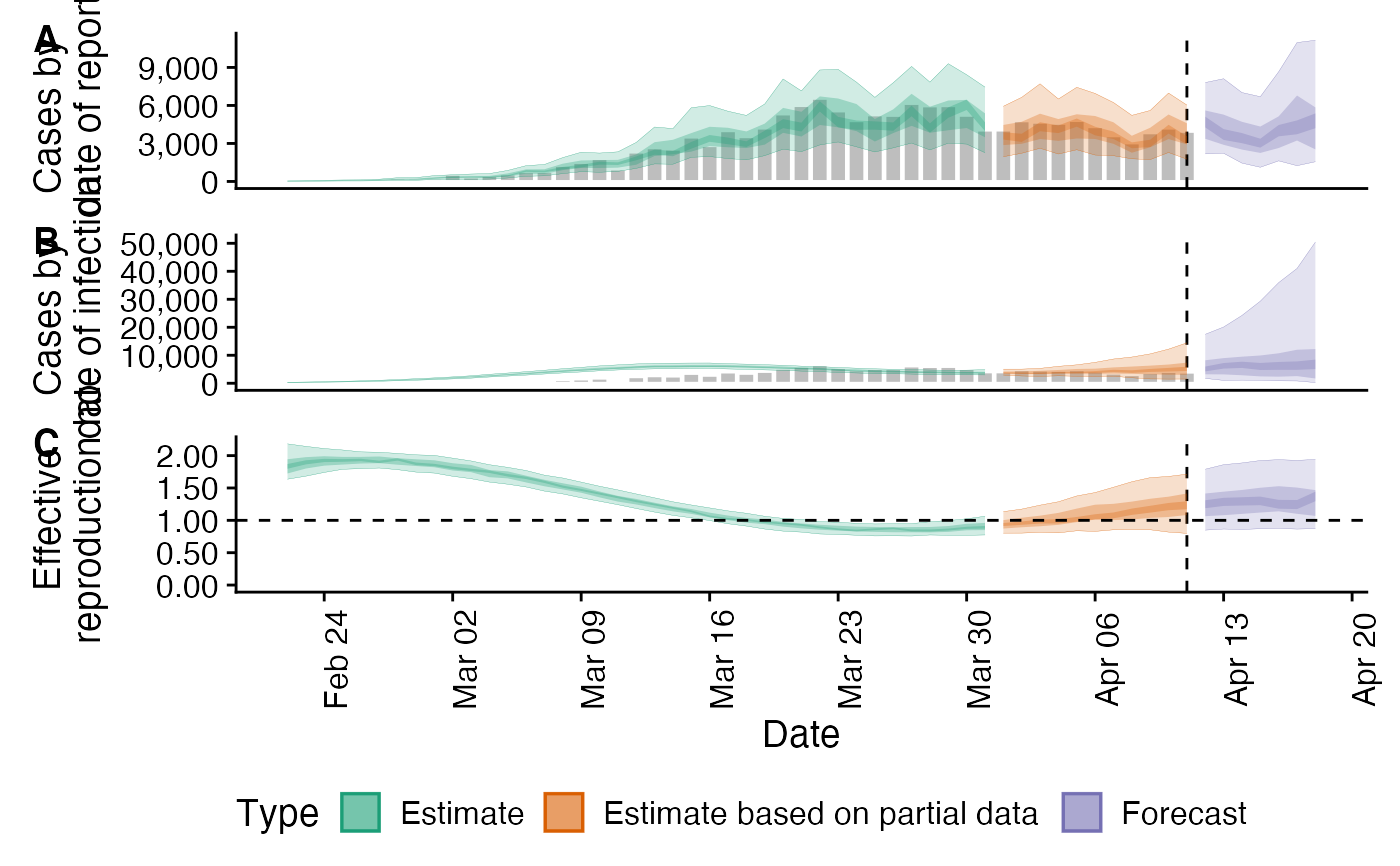 A
Cases by
date of report
9,000
6,000
3,000
0
B
Cases by
date of infection
50,000
40,000
30,000
20,000
10,000
0
C
Effective
reproduction no.
2.00
1.50
1.00
0.50
0.00
Feb 24
Mar 02
Mar 09
Mar 16
Mar 23
Mar 30
Apr 06
Apr 13
Apr 20
Date
Type
Estimate
Estimate based on partial data
Forecast